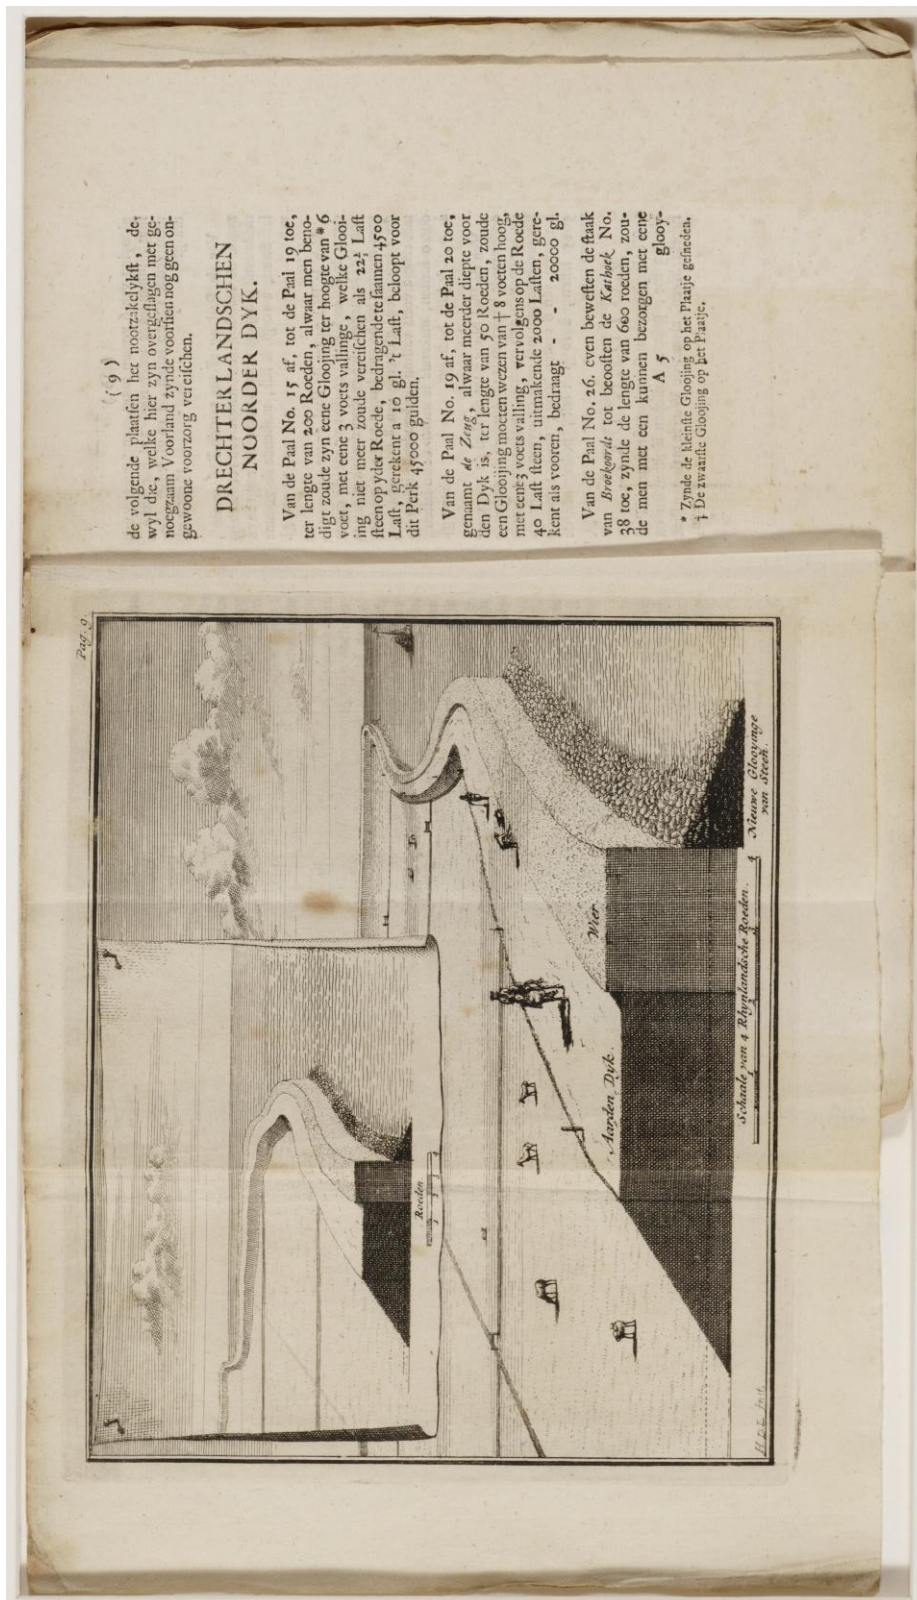 Pag. 9.
Roeden
Wier
Aarden Dyk.
Nieuwe Glooyinge
van Steen.
Schaale van 4 Rhynlandsche Roeden.
( 9 )
de volgende plaatsen het nootzakelykst, de-
wyl die, welke hier zyn overgeslagen met ge-
noegzaam Voorland zynde voorsien nog geen on-
gewoone voorzorg vereischen.
DRECHTERLANDSCHEN
NOORDER DYK.
Van de Paal No. 15 af, tot de Paal 19 toe,
ter lengte van 200 Roeden, alwaar men beno-
digt zoude zyn eene Gloojing ter hoogte van * 6
voet, met eene 3 voets vallinge, welke Glooi-
ing niet meer zoude vereischen als 22½ Last
steen op yder Roede, bedragende te samen 4500
Last, gerekent a 10 gl. 't Last, beloopt voor
dit Perk 45000 gulden.
Van de Paal No. 19 af, tot de Paal 20 toe,
genaamt de Zeug, alwaar meerder diepte voor
den Dyk is, ter lengte van 50 Roeden, zoude
een Glooijing moeten wezen van † 8 voeten hoog,
met eene 3 voets valling, vervolgens op de Roede
40 Last steen, uitmakende 2000 Lasten, gere-
kent als vooren, bedraagt - - 20000 gl.
Van de Paal No. 26. even bewesten de staak
van Broekoords tot beoosten de Kathoek No.
38 toe, zynde de lengte van 600 roeden, zou-
de men met een kunnen bezorgen met eene
A 5 glooy-
* Zynde de kleinste Glooijing op het Plaatje gesneden.
† De zwaarste Glooijing op het Plaatje.